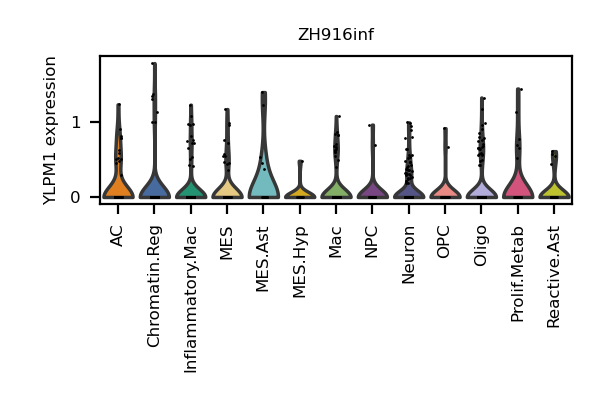 ZH916inf
YLPM1 expression
1
0
AC
Chromatin.Reg
Inflammatory.Mac
MES
MES.Ast
MES.Hyp
Mac
NPC
Neuron
OPC
Oligo
Prolif.Metab
Reactive.Ast